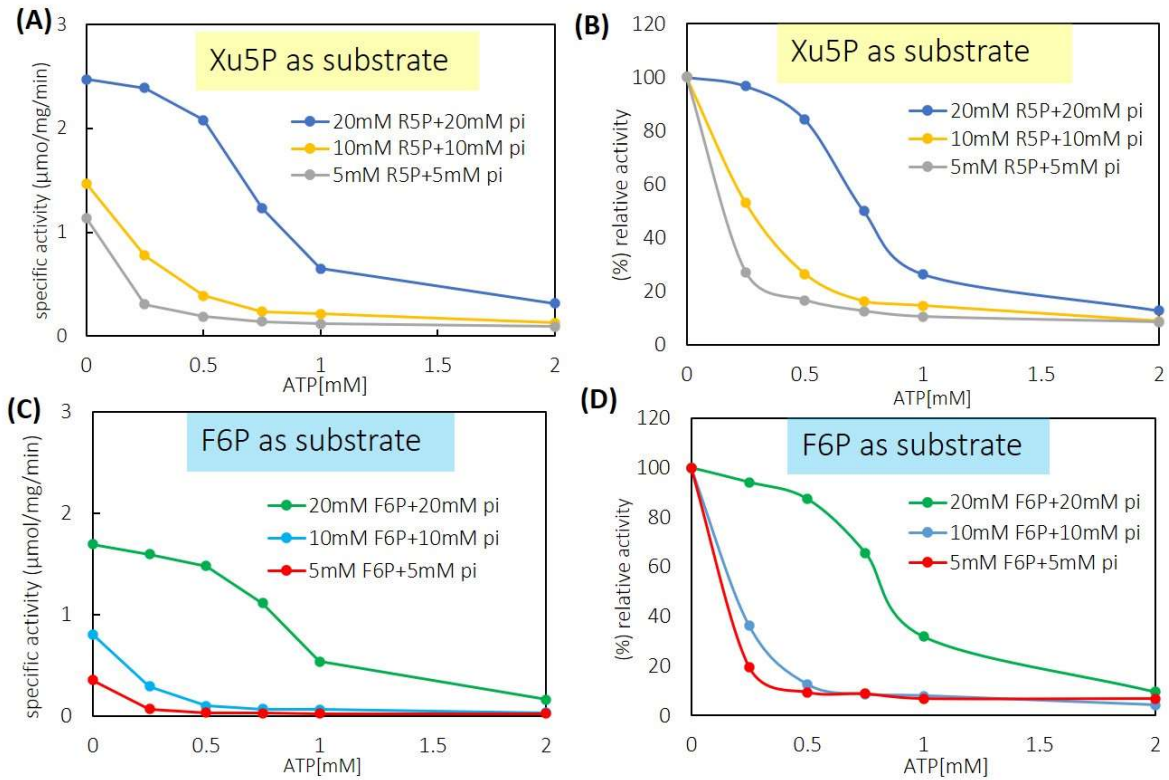 (A)
3
2
1
0
specific activity (µmo/mg/min)
Xu5P as substrate
20mM R5P+20mM pi
10mM R5P+10mM pi
5mM R5P+5mM pi
0 0.5 1 1.5 2
ATP[mM]
(B)
120
100
80
60
40
20
0
(%) relative activity
Xu5P as substrate
20mM R5P+20mM pi
10mM R5P+10mM pi
5mM R5P+5mM pi
0 0.5 1 1.5 2
ATP[mM]
(C)
3
2
1
0
specific activity (µmol/mg/min)
F6P as substrate
20mM F6P+20mM pi
10mM F6P+10mM pi
5mM F6P+5mM pi
0 0.5 1 1.5 2
ATP[mM]
(D)
120
100
80
60
40
20
0
(%) relative activity
F6P as substrate
20mM F6P+20mM pi
10mM F6P+10mM pi
5mM F6P+5mM pi
0 0.5 1 1.5 2
ATP[mM]